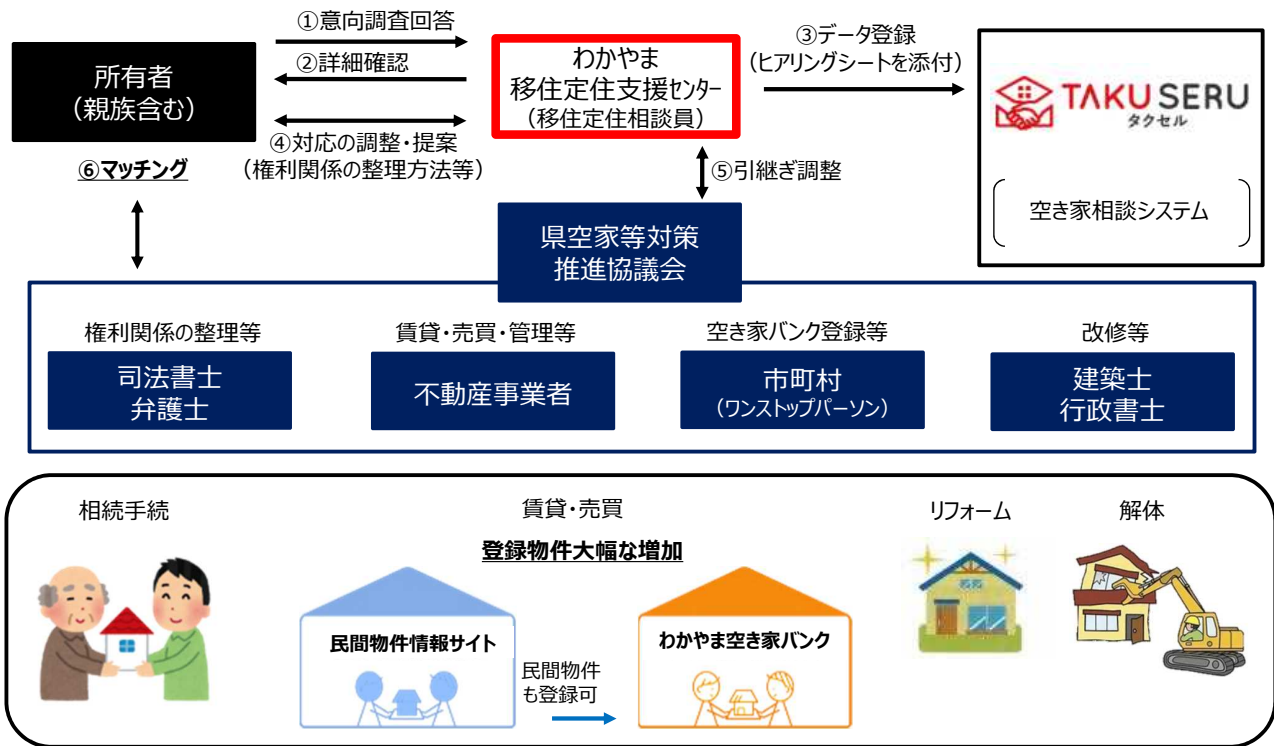 ①意向調査回答
②詳細確認
所有者
（親族含む）
④対応の調整・提案
（権利関係の整理方法等）
⑥マッチング
わかやま
移住定住支援センター
（移住定住相談員）
③データ登録
（ヒアリングシートを添付）
TAKU SERU
タクセル
空き家相談システム
⑤引継ぎ調整
県空家等対策
推進協議会
権利関係の整理等
司法書士
弁護士
賃貸・売買・管理等
不動産事業者
空き家バンク登録等
市町村
（ワンストップパーソン）
改修等
建築士
行政書士
相続手続
賃貸・売買
登録物件大幅な増加
民間物件情報サイト
民間物件
も登録可
わかやま空き家バンク
リフォーム
解体